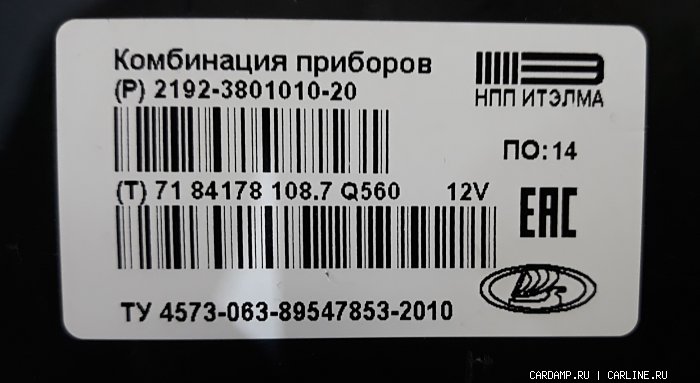 Комбинация приборов
(P) 2192-3801010-20
НПП ИТЭЛМА
ПО:14
(T) 71 84178 108.7 Q560 12V
EAC
ТУ 4573-063-89547853-2010
CARDAMP.RU | CARLINE.RU